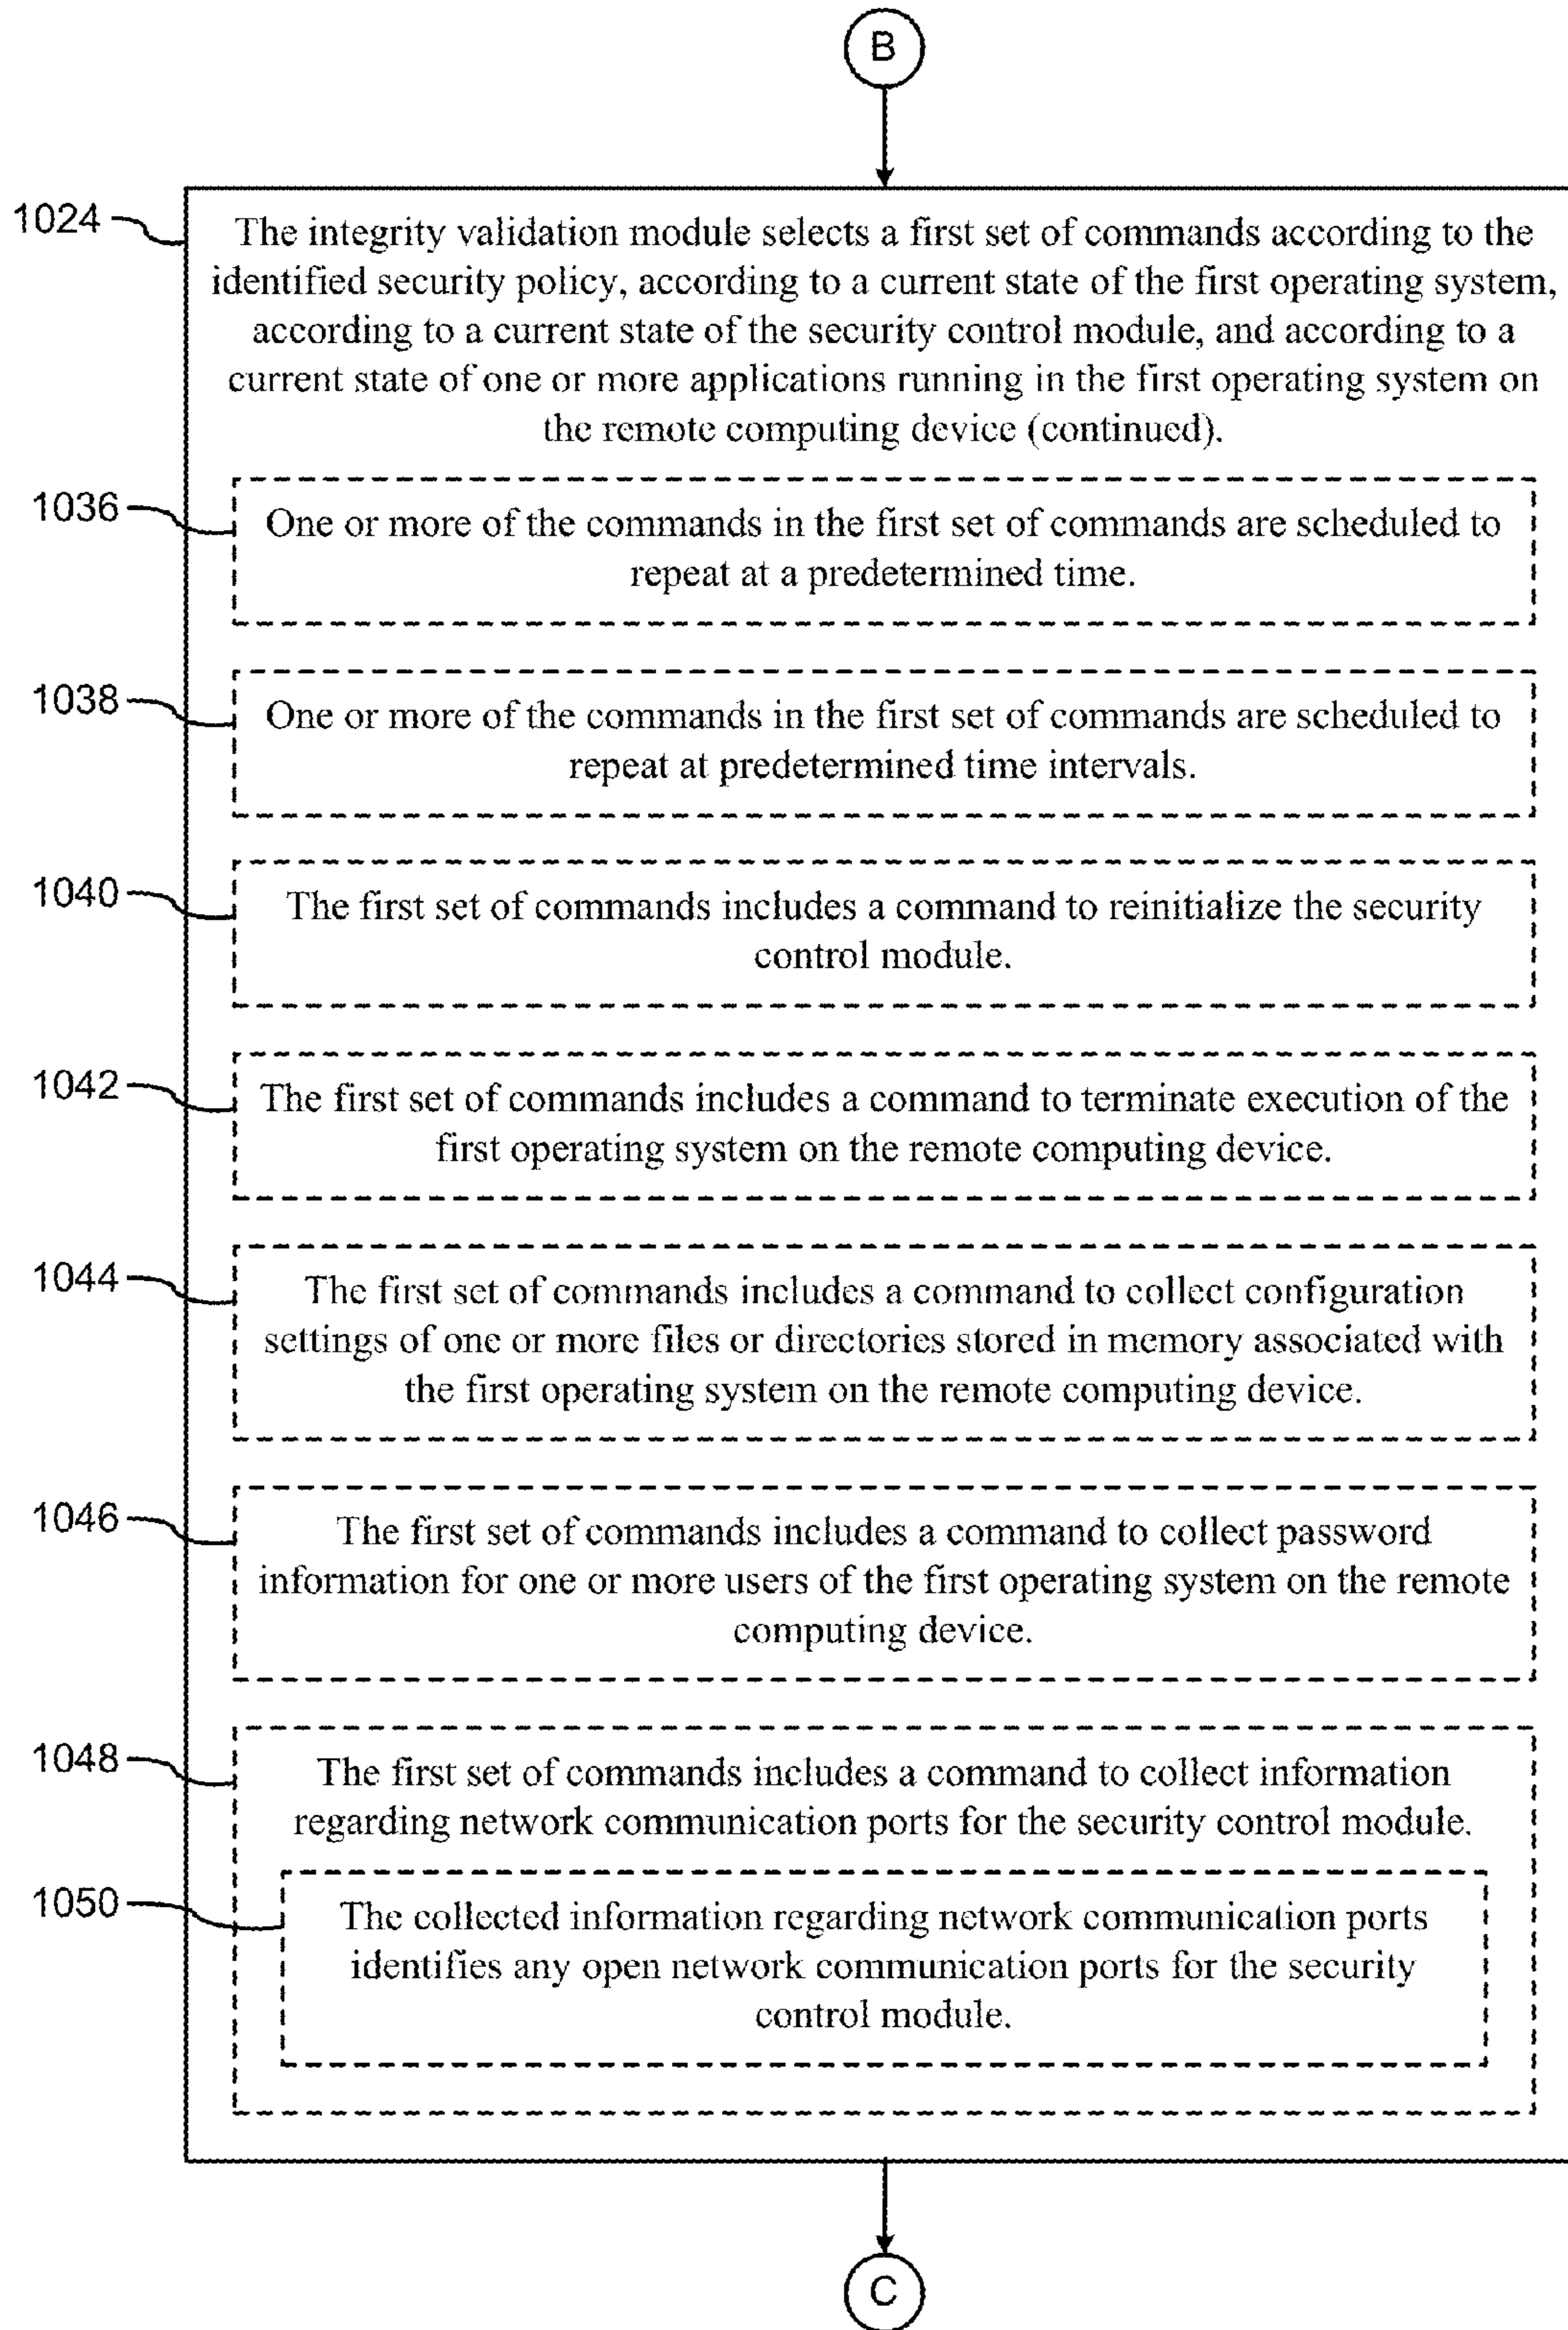 B
1024
The integrity validation module selects a first set of commands according to the
identified security policy, according to a current state of the first operating system,
according to a current state of the security control module, and according to a
current state of one or more applications running in the first operating system on
the remote computing device (continued).
1036
One or more of the commands in the first set of commands are scheduled to
repeat at a predetermined time.
1038
One or more of the commands in the first set of commands are scheduled to
repeat at predetermined time intervals.
1040
The first set of commands includes a command to reinitialize the security
control module.
1042
The first set of commands includes a command to terminate execution of the
first operating system on the remote computing device.
1044
The first set of commands includes a command to collect configuration
settings of one or more files or directories stored in memory associated with
the first operating system on the remote computing device.
1046
The first set of commands includes a command to collect password
information for one or more users of the first operating system on the remote
computing device.
1048
The first set of commands includes a command to collect information
regarding network communication ports for the security control module.
1050
The collected information regarding network communication ports
identifies any open network communication ports for the security
control module.
C